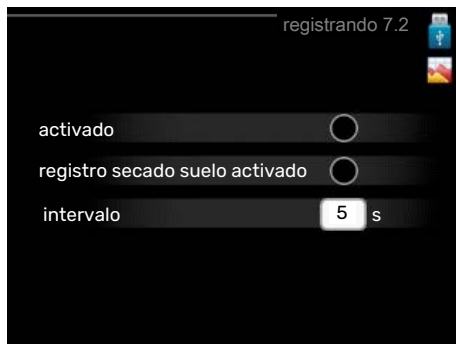 registrando 7.2
activado
registro secado suelo activado
intervalo 5 s